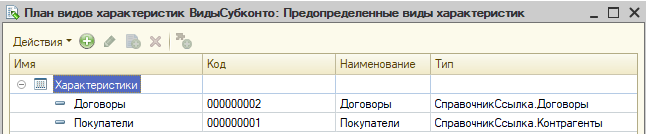 План видов характеристик ВидыСубконто: Предопределенные виды характеристик
Действия
Имя Код Наименование Тип
Характеристики
Договоры 000000002 Договоры СправочникСсылка.Договоры
Покупатели 000000001 Покупатели СправочникСсылка.Контрагенты